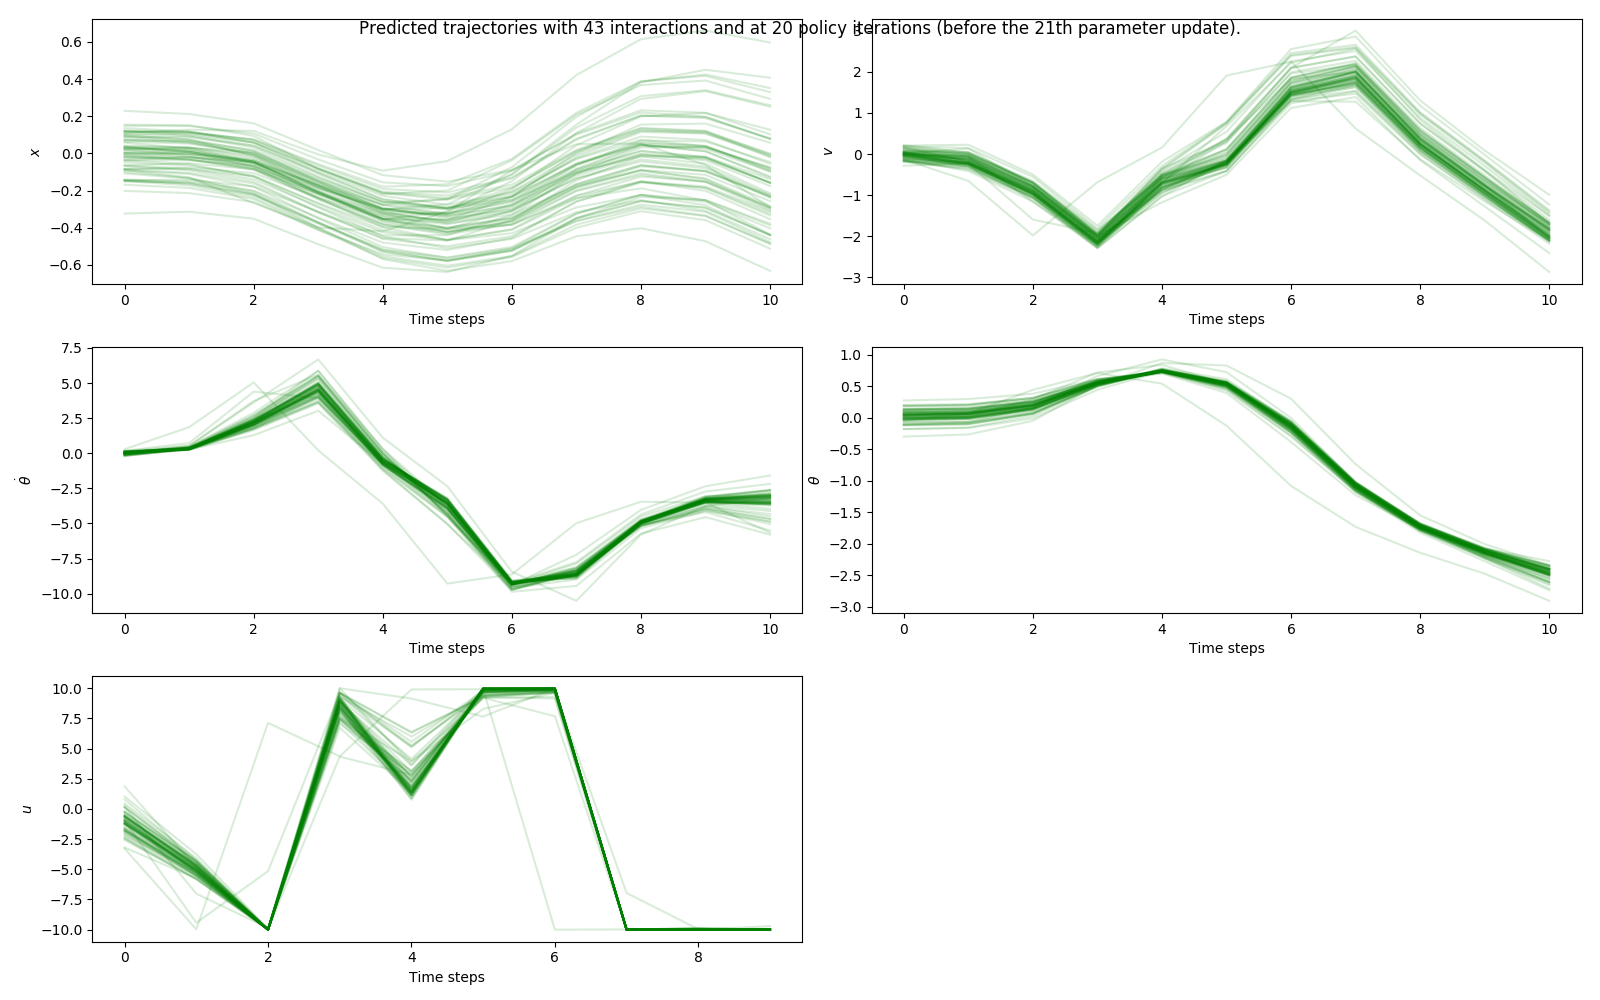 Predicted trajectories with 43 interactions and at 20 policy iterations (before the 21th parameter update).
0.6
0.4
0.2
0.0
−0.2
−0.4
−0.6
x
0 2 4 6 8 10
Time steps
3
2
1
0
−1
−2
−3
v
0 2 4 6 8 10
Time steps
7.5
5.0
2.5
0.0
−2.5
−5.0
−7.5
−10.0
θ̇
0 2 4 6 8 10
Time steps
1.0
0.5
0.0
−0.5
−1.0
−1.5
−2.0
−2.5
−3.0
θ
0 2 4 6 8 10
Time steps
10.0
7.5
5.0
2.5
0.0
−2.5
−5.0
−7.5
−10.0
u
0 2 4 6 8
Time steps